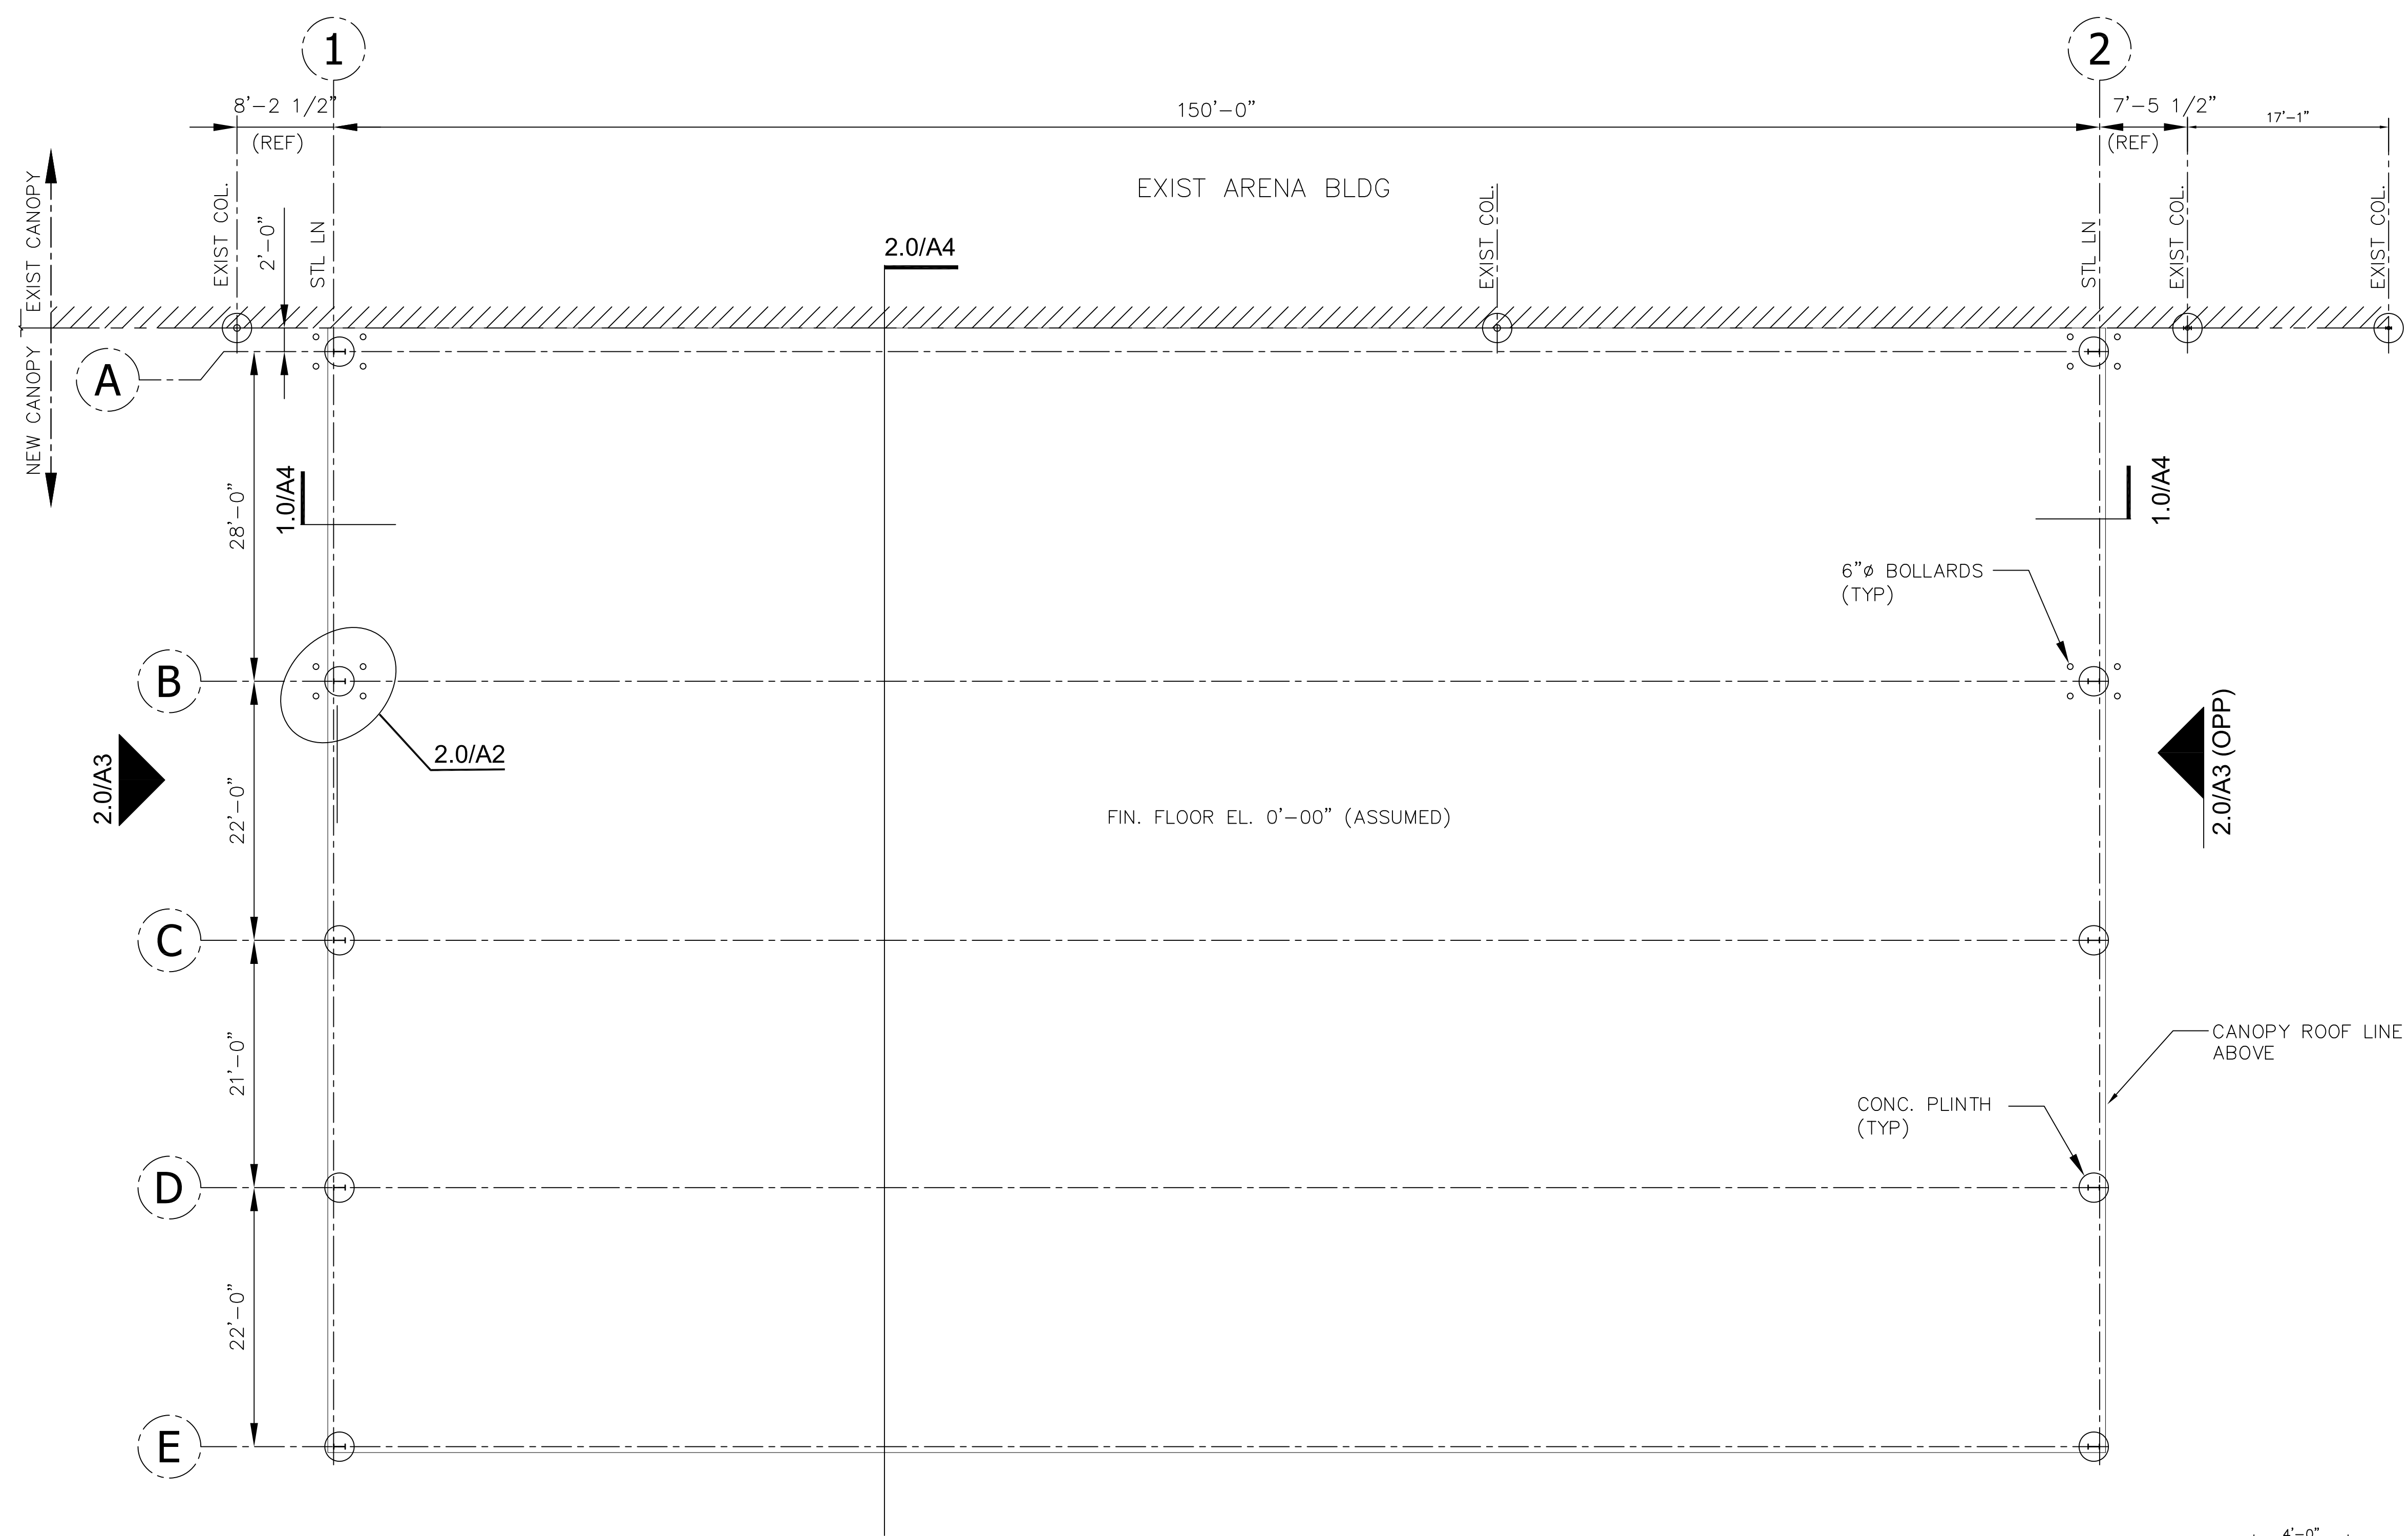 1
2
8'-2 1/2"
(REF)
150'-0"
7'-5 1/2"
(REF)
17'-1"
EXIST ARENA BLDG
EXIST CANOPY
NEW CANOPY
EXIST COL.
2'-0"
STL LN
2.0/A4
EXIST COL.
STL LN
EXIST COL.
EXIST COL.
A
28'-0"
1.0/A4
1.0/A4
6"ø BOLLARDS
(TYP)
B
2.0/A2
2.0/A3
22'-0"
FIN. FLOOR EL. 0'-00" (ASSUMED)
2.0/A3 (OPP)
C
21'-0"
CANOPY ROOF LINE
ABOVE
CONC. PLINTH
(TYP)
D
22'-0"
E
4'-0"